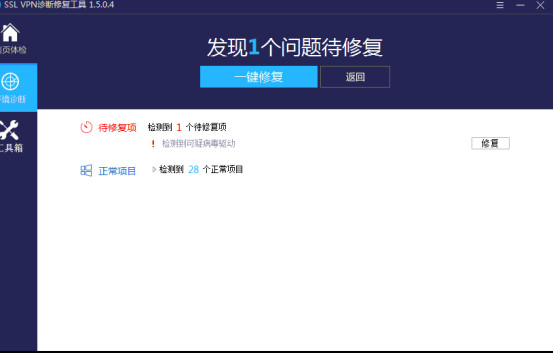 SSL VPN诊断修复工具 1.5.0.4
页体检
诊断
工具箱
发现1个问题待修复
一键修复
返回
待修复项
检测到 1 个待修复项
! 检测到可疑病毒驱动
修复
正常项目
检测到 28 个正常项目